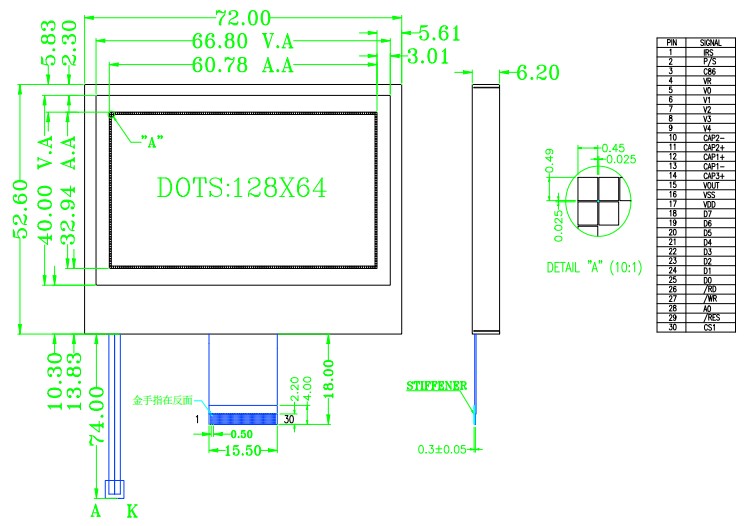 72.00
66.80 V.A
60.78 A.A
5.61
3.01
5.83
2.30
6.20
52.60
40.00 V.A
32.94 A.A
"A"
DOTS:128X64
10.30
13.83
74.00
18.00
2.20
4.00
金手指在反面
1
30
0.50
15.50
A K
STIFFENER
0.3±0.05
0.49
0.45
0.025
0.025
DETAIL "A" (10:1)
PIN SIGNAL
1 IRS
2 P/S
3 C86
4 VR
5 V0
6 V1
7 V2
8 V3
9 V4
10 CAP2-
11 CAP2+
12 CAP1+
13 CAP1-
14 CAP3+
15 VOUT
16 VSS
17 VDD
18 D7
19 D6
20 D5
21 D4
22 D3
23 D2
24 D1
25 D0
26 /RD
27 /WR
28 A0
29 /RES
30 CS1